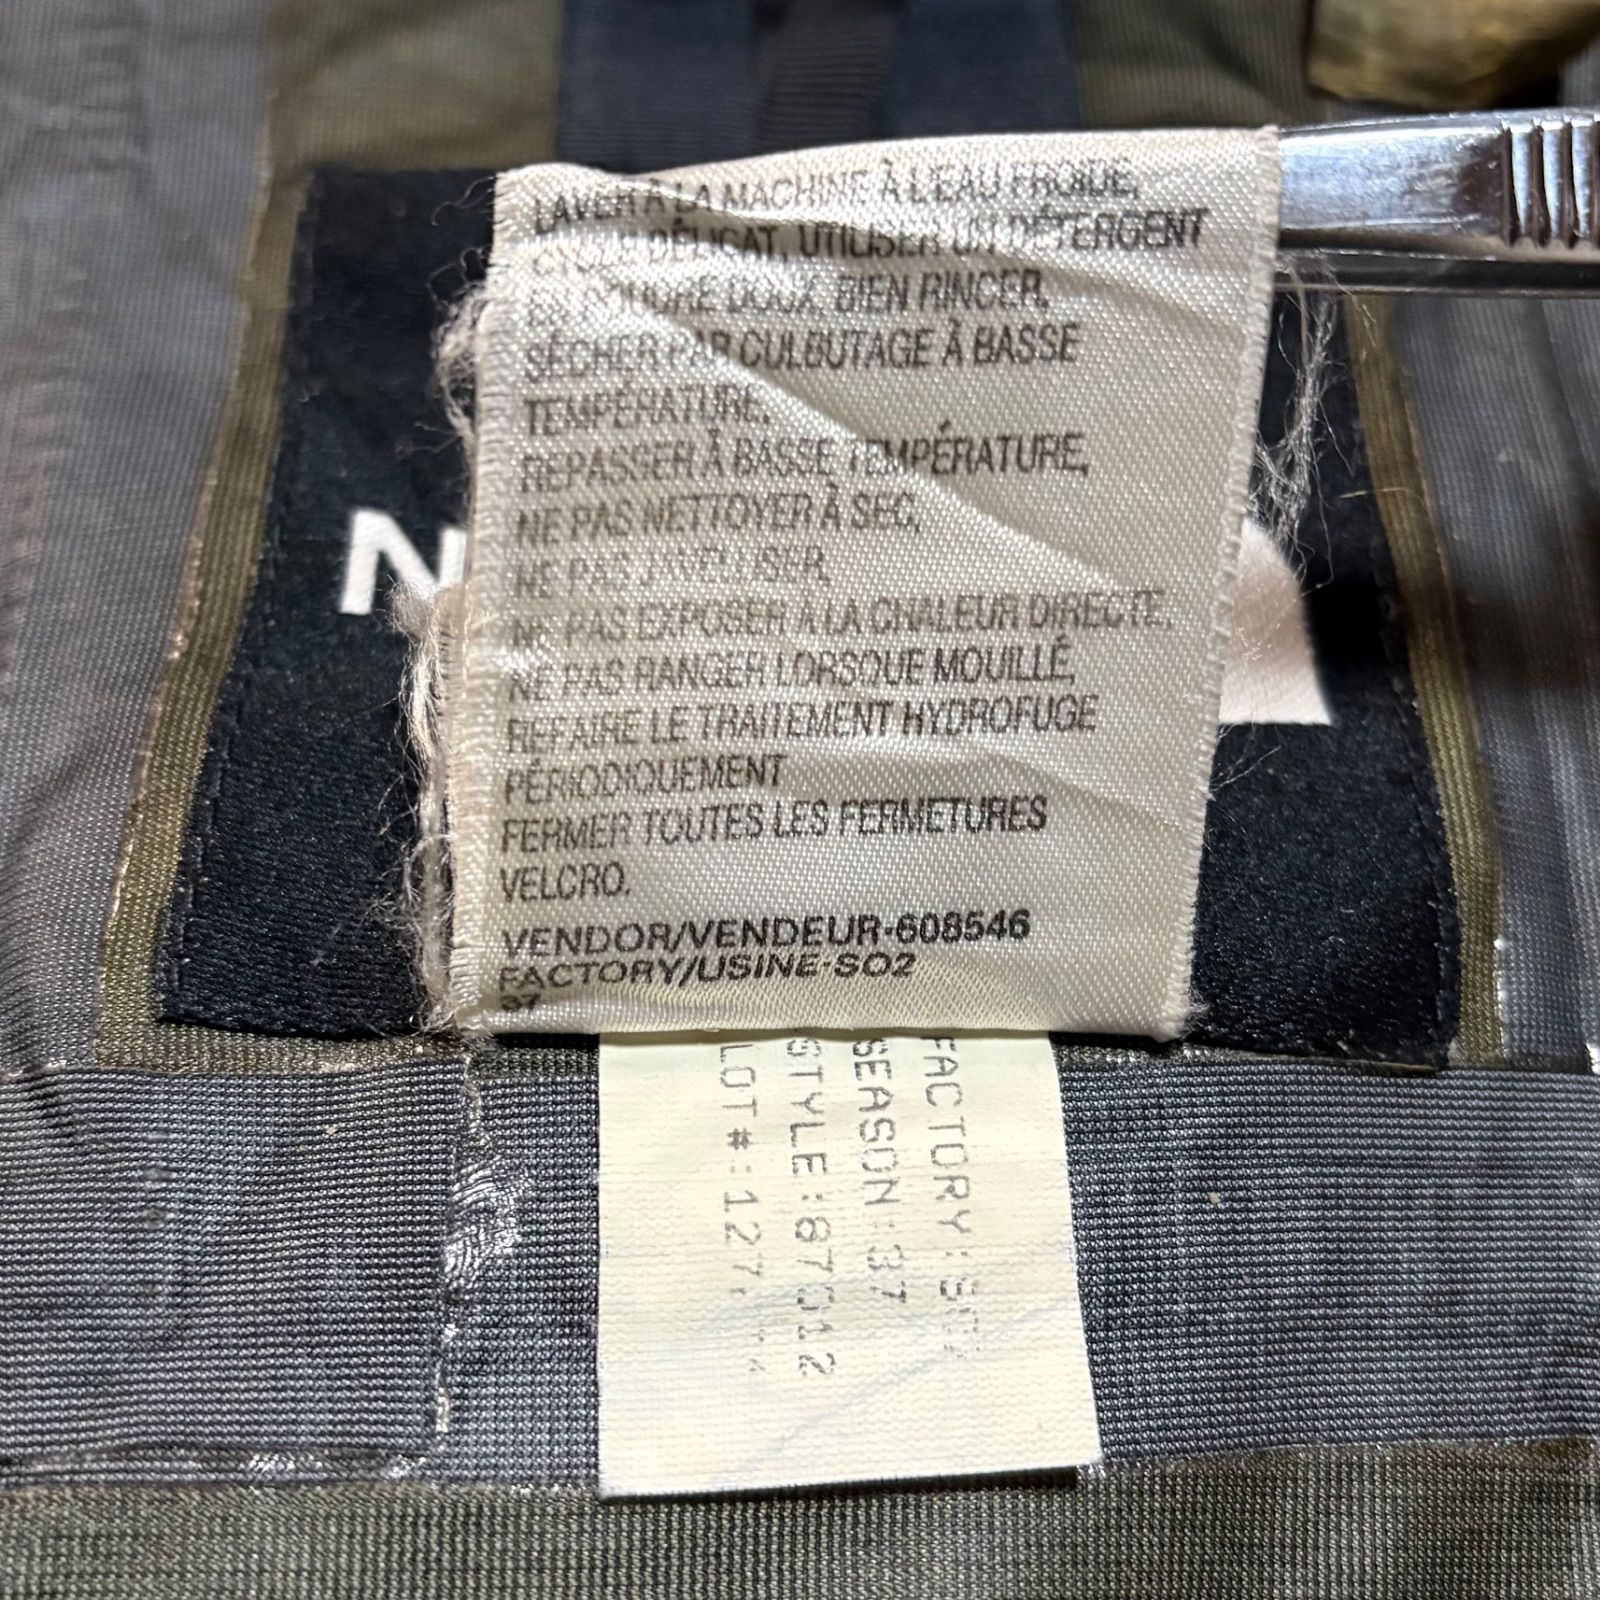 LAVER À LA MACHINE À L'EAU FROIDE,
CYCLE DÉLICAT, UTILISER UN DÉTERGENT
EN POUDRE DOUX, BIEN RINCER.
SÉCHER PAR CULBUTAGE À BASSE
TEMPÉRATURE,
REPASSER À BASSE TEMPÉRATURE,
NE PAS NETTOYER À SEC,
NE PAS JAVELLISER,
NE PAS EXPOSER A LA CHALEUR DIRECTE,
NE PAS RANGER LORSQUE MOUILLÉ,
REFAIRE LE TRAITEMENT HYDROFUGE
PÉRIODIQUEMENT
FERMER TOUTES LES FERMETURES
VELCRO.
VENDOR/VENDEUR-608546
FACTORY/USINE-SO2
37
FACTORY:
SEASON:37
STYLE:87012
LOT#: